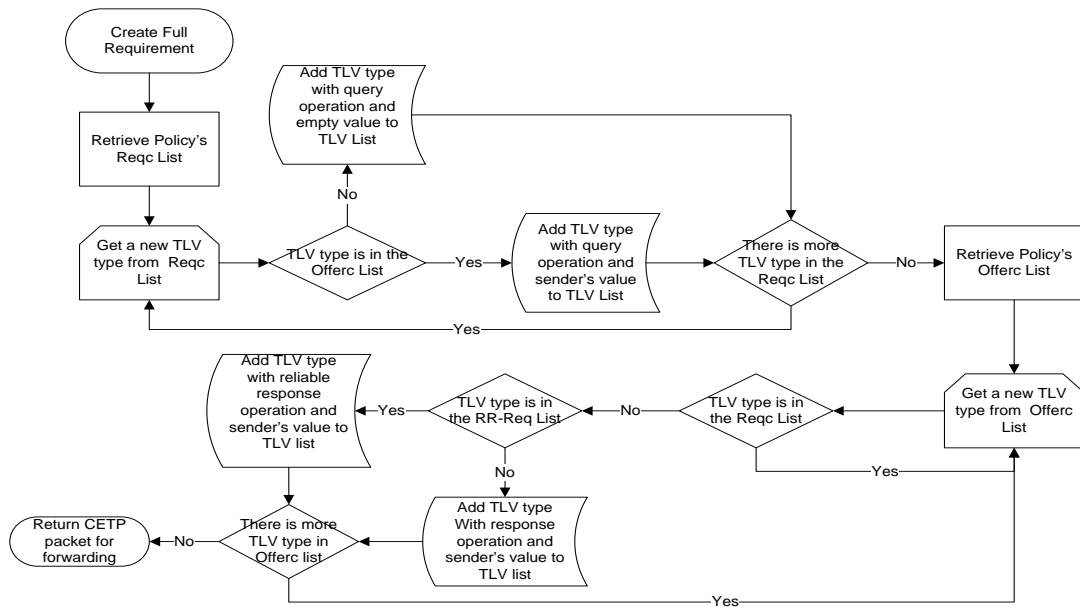 Create Full
Requirement
Retrieve Policy's
Reqc List
Get a new TLV
type from Reqc
List
TLV type is in the
Offerc List
No
Add TLV type
with query
operation and
empty value to
TLV List
Yes
Add TLV type
with query
operation and
sender's value
to TLV List
There is more
TLV type in the
Reqc List
Yes
No
Retrieve Policy's
Offerc List
Get a new TLV
type from Offerc
List
TLV type is in
the Reqc List
Yes
No
TLV type is in
the RR-Req List
Yes
Add TLV type
with reliable
response
operation and
sender's value to
TLV list
No
Add TLV type
With response
operation and
sender's value to
TLV list
There is more
TLV type in
Offerc list
Yes
No
Return CETP
packet for
forwarding